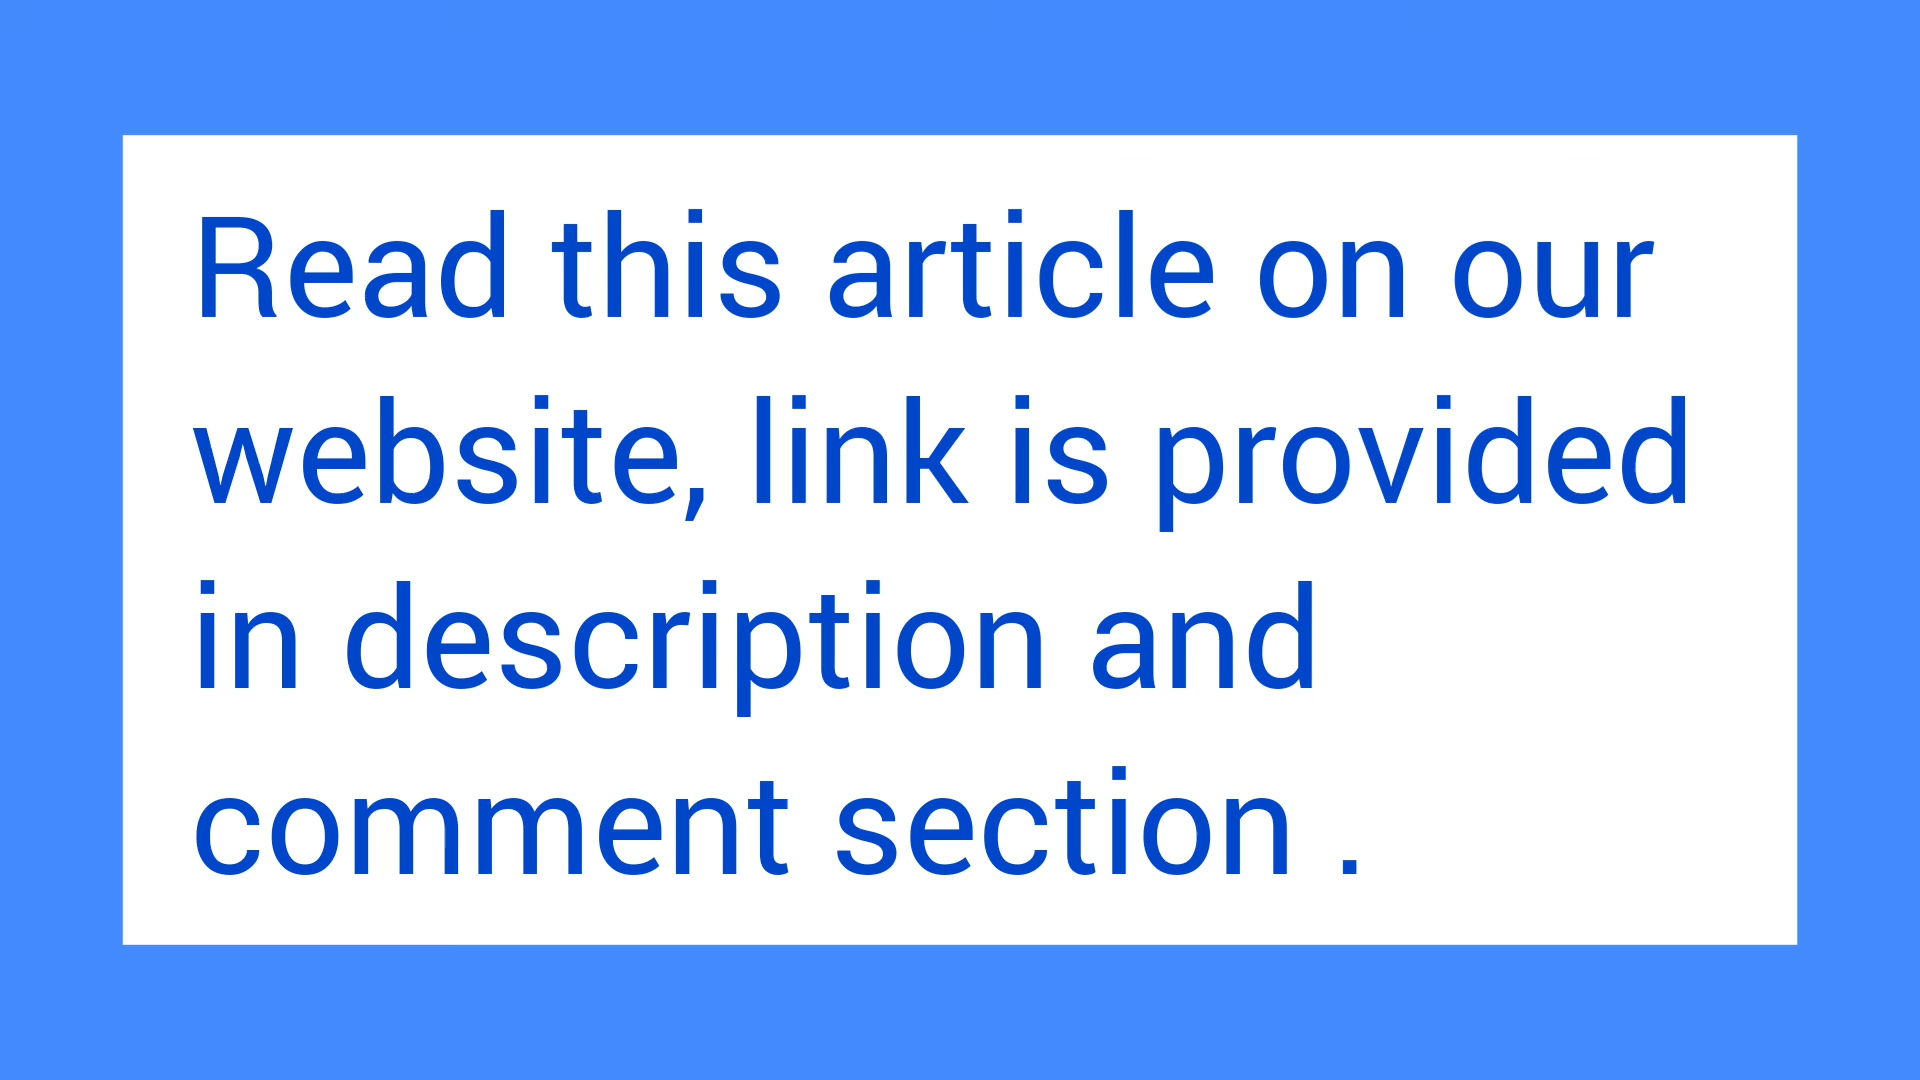 Read this article on our
website, link is provided
in description and
comment section .